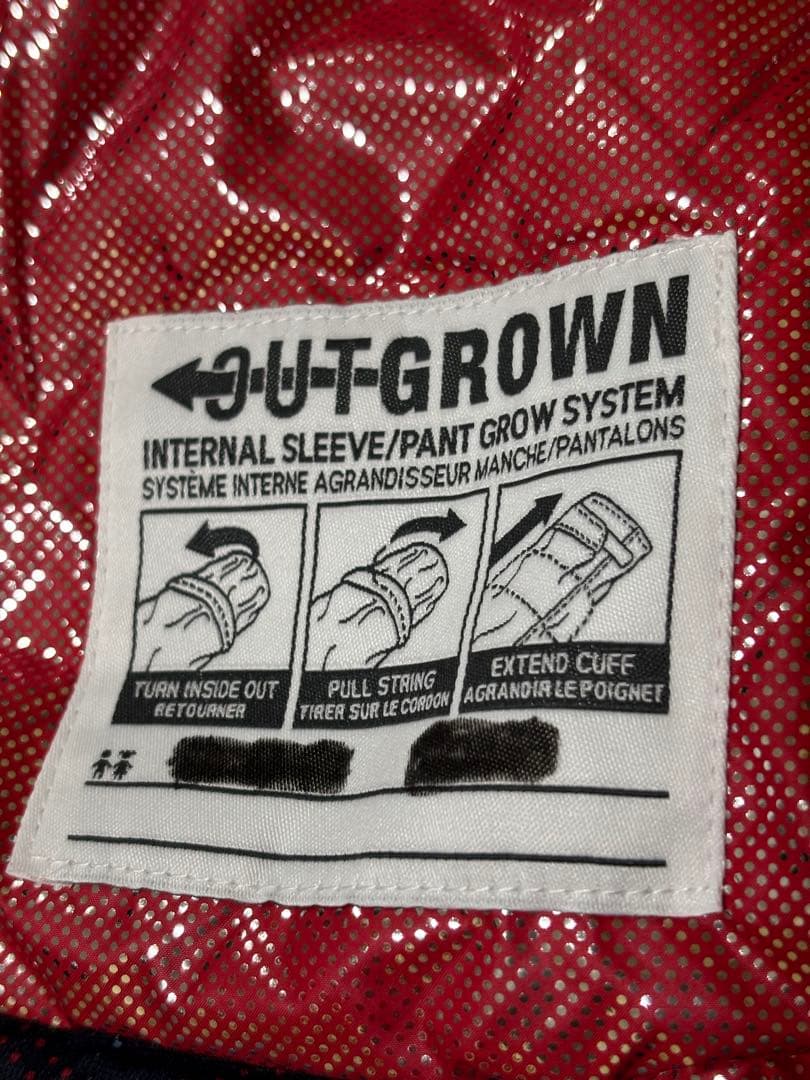 OUTGROWN
INTERNAL SLEEVE/PANT GROW SYSTEM
SYSTÈME INTERNE AGRANDISSEUR MANCHE/PANTALONS
TURN INSIDE OUT
RETOURNER
PULL STRING
TIRER SUR LE CORDON
EXTEND CUFF
AGRANDIR LE POIGNET